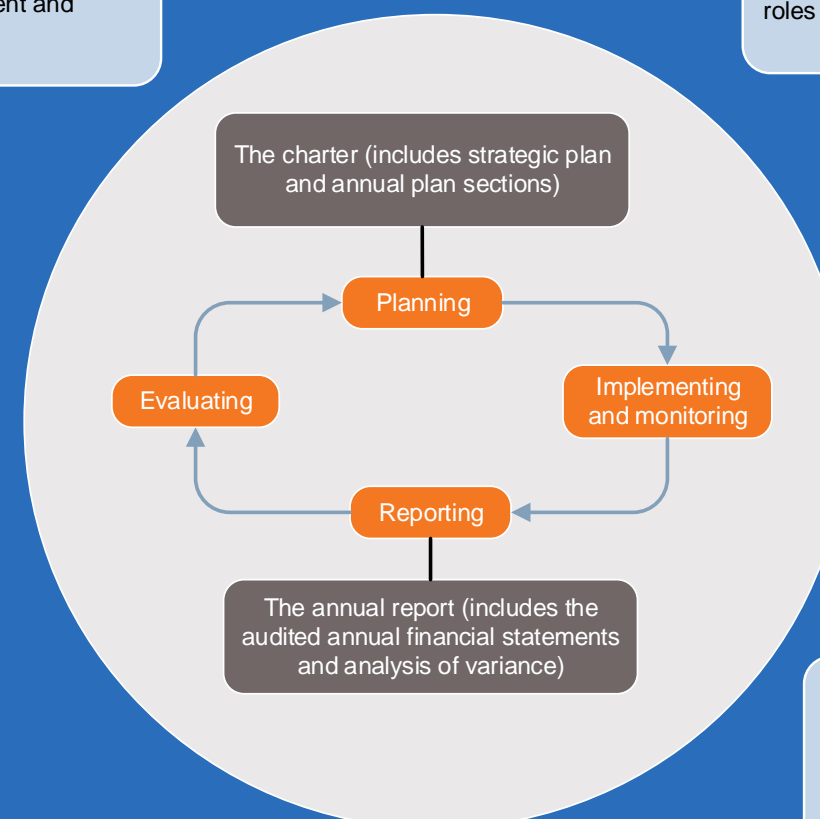 ent and
roles
The charter (includes strategic plan
and annual plan sections)
Planning
Evaluating
Implementing
and monitoring
Reporting
The annual report (includes the
audited annual financial statements
and analysis of variance)